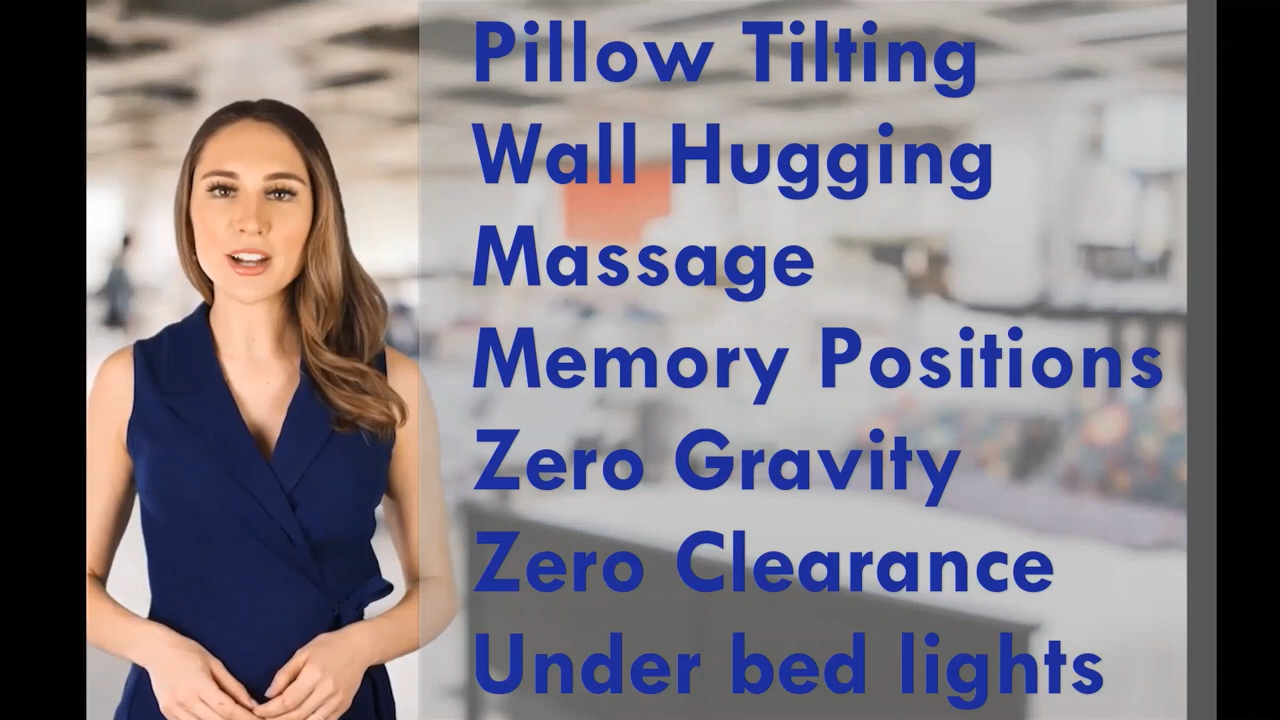 Pillow Tilting
Wall Hugging
Massage
Memory Positions
Zero Gravity
Zero Clearance
Under bed lights